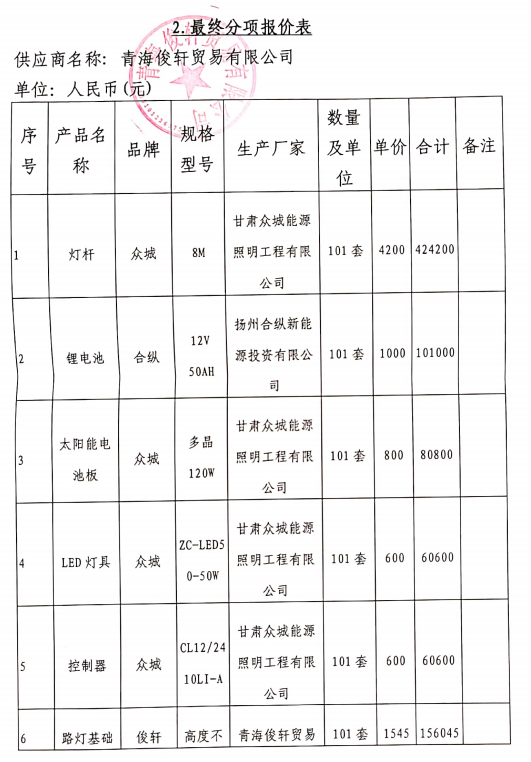 2.最终分项报价表
供应商名称: 青海俊轩贸易有限公司
单位: 人民币(元)
序号 产品名称 品牌 规格型号 生产厂家 数量及单位 单价 合计 备注
1 灯杆 众城 8M 甘肃众城能源照明工程有限公司 101套 4200 424200
2 锂电池 合纵 12V 50AH 扬州合纵新能源投资有限公司 101套 1000 101000
3 太阳能电池板 众城 多晶 120W 甘肃众城能源照明工程有限公司 101套 800 80800
4 LED灯具 众城 ZC-LED50-50W 甘肃众城能源照明工程有限公司 101套 600 60600
5 控制器 众城 CL12/2410LI-A 甘肃众城能源照明工程有限公司 101套 600 60600
6 路灯基础 俊轩 高度不 青海俊轩贸易 101套 1545 156045
青海俊轩贸易有限公司